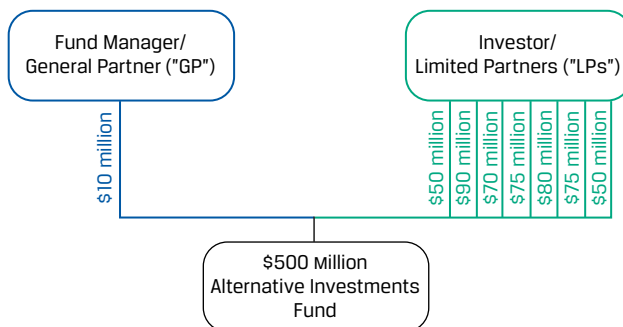 Fund Manager/
General Partner ("GP")
Investor/
Limited Partners ("LPs")
$10 million
$50 million
$90 million
$70 million
$75 million
$80 million
$75 million
$50 million
$500 Million
Alternative Investments
Fund